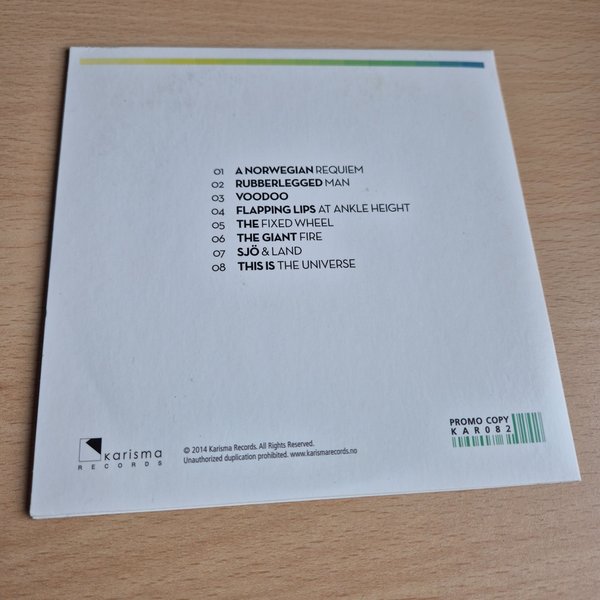 01 A NORWEGIAN REQUIEM
02 RUBBERLEGGED MAN
03 VOODOO
04 FLAPPING LIPS AT ANKLE HEIGHT
05 THE FIXED WHEEL
06 THE GIANT FIRE
07 SJÖ & LAND
08 THIS IS THE UNIVERSE
karisma
RECORDS
© 2014 Karisma Records. All Rights Reserved.
Unauthorized duplication prohibited. www.karismarecords.no
PROMO COPY
KAR082